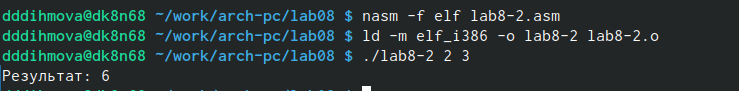 dddihmova@dk8n68 ~/work/arch-pc/lab08 $ nasm -f elf lab8-2.asm
dddihmova@dk8n68 ~/work/arch-pc/lab08 $ ld -m elf_i386 -o lab8-2 lab8-2.o
dddihmova@dk8n68 ~/work/arch-pc/lab08 $ ./lab8-2 2 3
Результат: 6